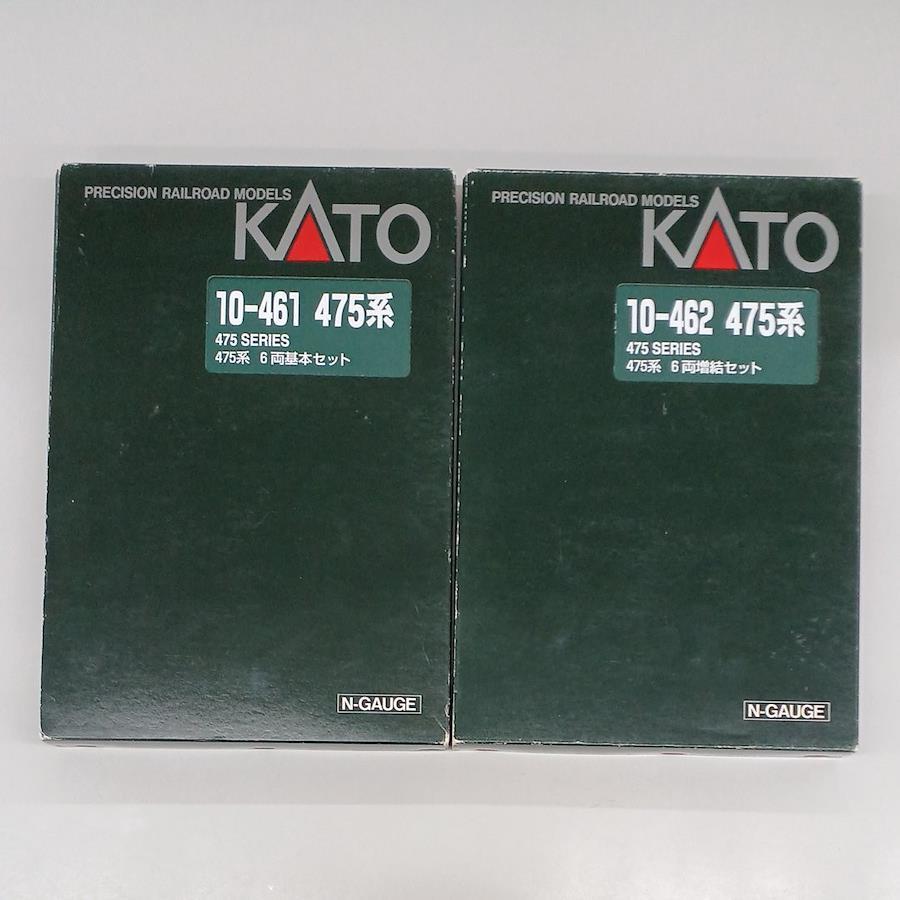 PRECISION RAILROAD MODELS
KATO
10-461 475系
475 SERIES
475系 6両基本セット
N-GAUGE
PRECISION RAILROAD MODELS
KATO
10-462 475系
475 SERIES
475系 6両増結セット
N-GAUGE